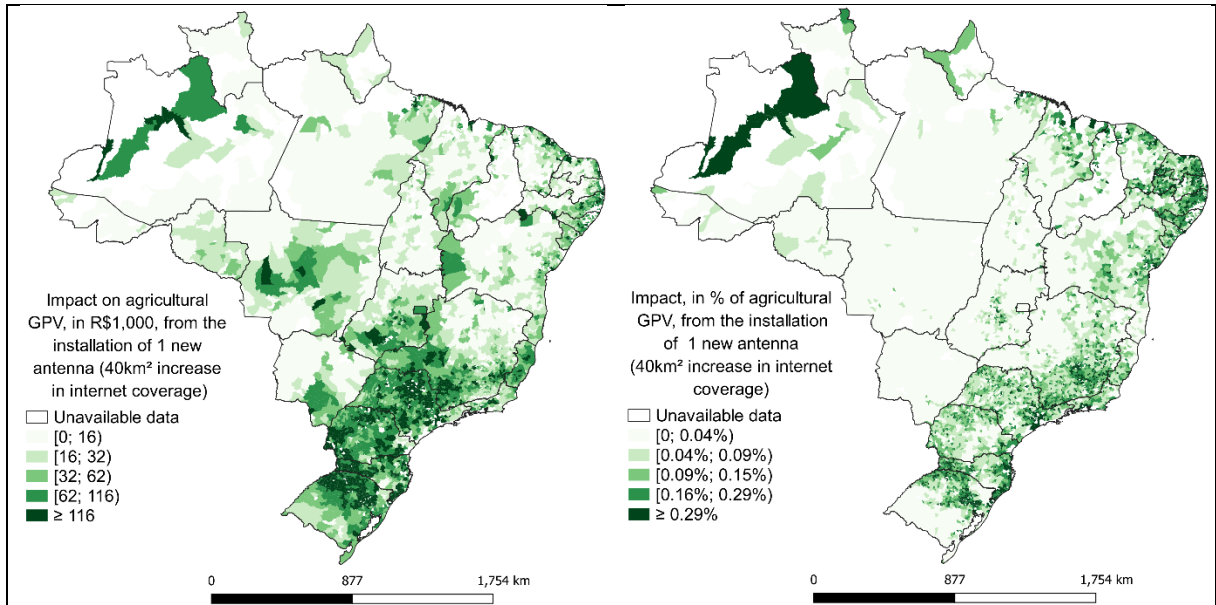 Impact on agricultural
GPV, in R$1,000, from the
installation of 1 new
antenna (40km² increase
in internet coverage)
Unavailable data
[0; 16)
[16; 32)
[32; 62)
[62; 116)
≥ 116
0 877 1,754 km
Impact, in % of agricultural
GPV, from the installation
of 1 new antenna
(40km² increase in internet
coverage)
Unavailable data
[0; 0.04%)
[0.04%; 0.09%)
[0.09%; 0.15%)
[0.16%; 0.29%)
≥ 0.29%
0 877 1,754 km